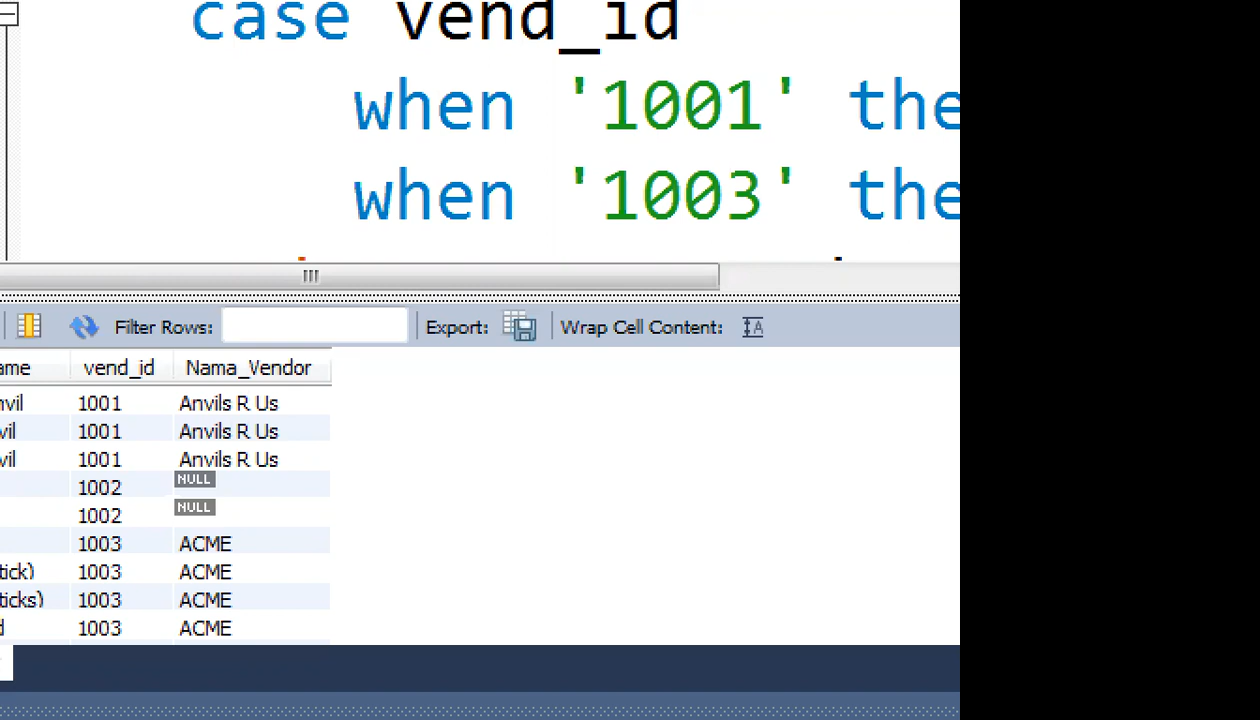 case vend_id
when '1001' the
when '1003' the
Filter Rows: Export: Wrap Cell Content:
ame vend_id Nama_Vendor
nvil 1001 Anvils R Us
vil 1001 Anvils R Us
vil 1001 Anvils R Us
1002 NULL
1002 NULL
1003 ACME
tick) 1003 ACME
ticks) 1003 ACME
d 1003 ACME